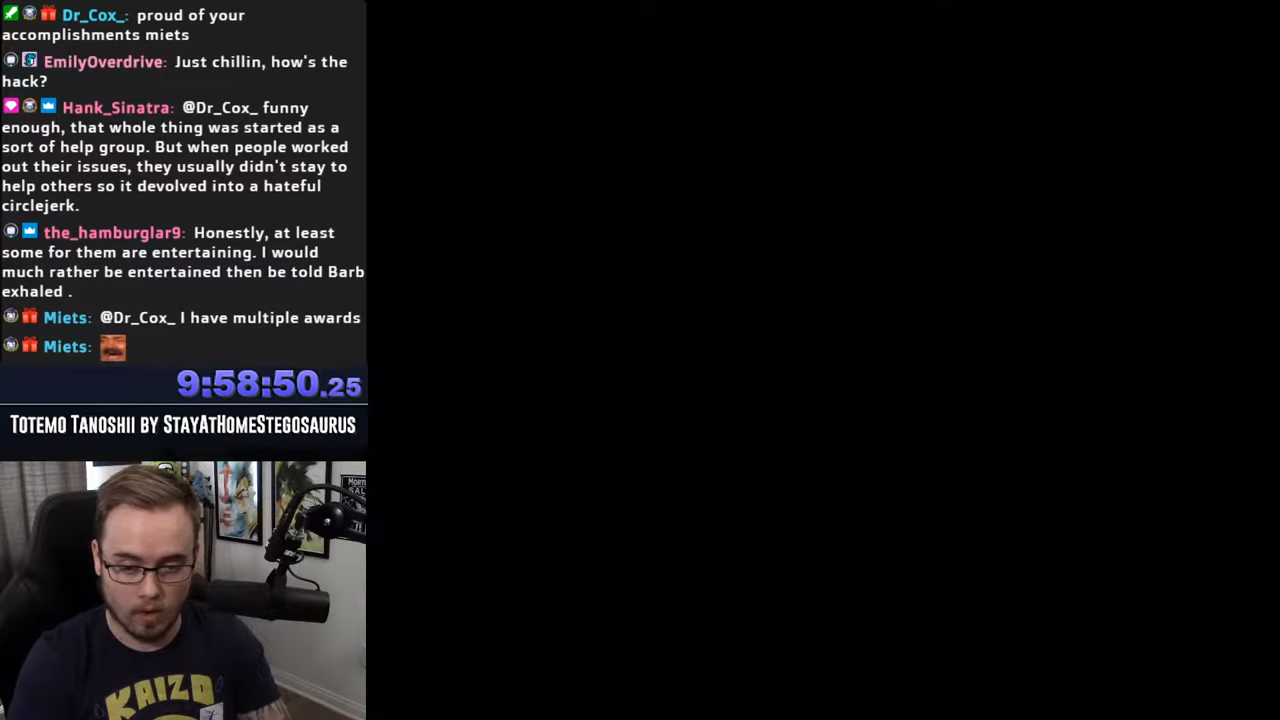 Dr_Cox_: proud of your
accomplishments miets
EmilyOverdrive: Just chillin, how's the
hack?
Hank_Sinatra: @Dr_Cox_ funny
enough, that whole thing was started as a
sort of help group. But when people worked
out their issues, they usually didn't stay to
help others so it devolved into a hateful
circlejerk.
the_hamburglar9: Honestly, at least
some for them are entertaining. I would
much rather be entertained then be told Barb
exhaled .
Miets: @Dr_Cox_ I have multiple awards
Miets:
9:58:50.25
TOTEMO TANOSHII BY STAYATHOMESTEGOSAURUS
KAIZO